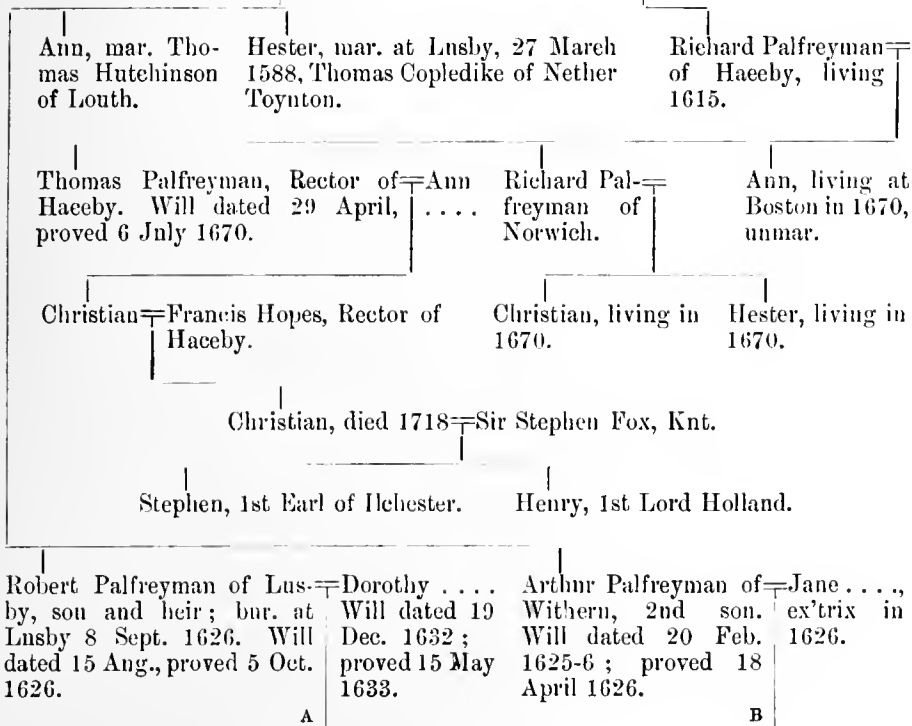 Ann, mar. Tho-
mas Hutchinson
of Louth.
Hester, mar. at Lusby, 27 March
1588, Thomas Copledike of Nether
Toynton.
Richard Palfreyman=
of Haceby, living
1615.
Thomas Palfreyman, Rector of=Ann
Haceby. Will dated 29 April, ....
proved 6 July 1670.
Richard Pal-=
freyman of
Norwich.
Ann, living at
Boston in 1670,
unmar.
Christian=Francis Hopes, Rector of
Haceby.
Christian, living in
1670.
Hester, living in
1670.
Christian, died 1718=Sir Stephen Fox, Knt.
Stephen, 1st Earl of Ilchester.
Henry, 1st Lord Holland.
Robert Palfreyman of Lus-=
by, son and heir; bur. at
Lusby 8 Sept. 1626. Will
dated 15 Aug., proved 5 Oct.
1626.
Dorothy ....
Will dated 19
Dec. 1632;
proved 15 May
1633.
Arthur Palfreyman of=
Withern, 2nd son.
Will dated 20 Feb.
1625-6; proved 18
April 1626.
Jane ....,
ex'trix in
1626.
A
B